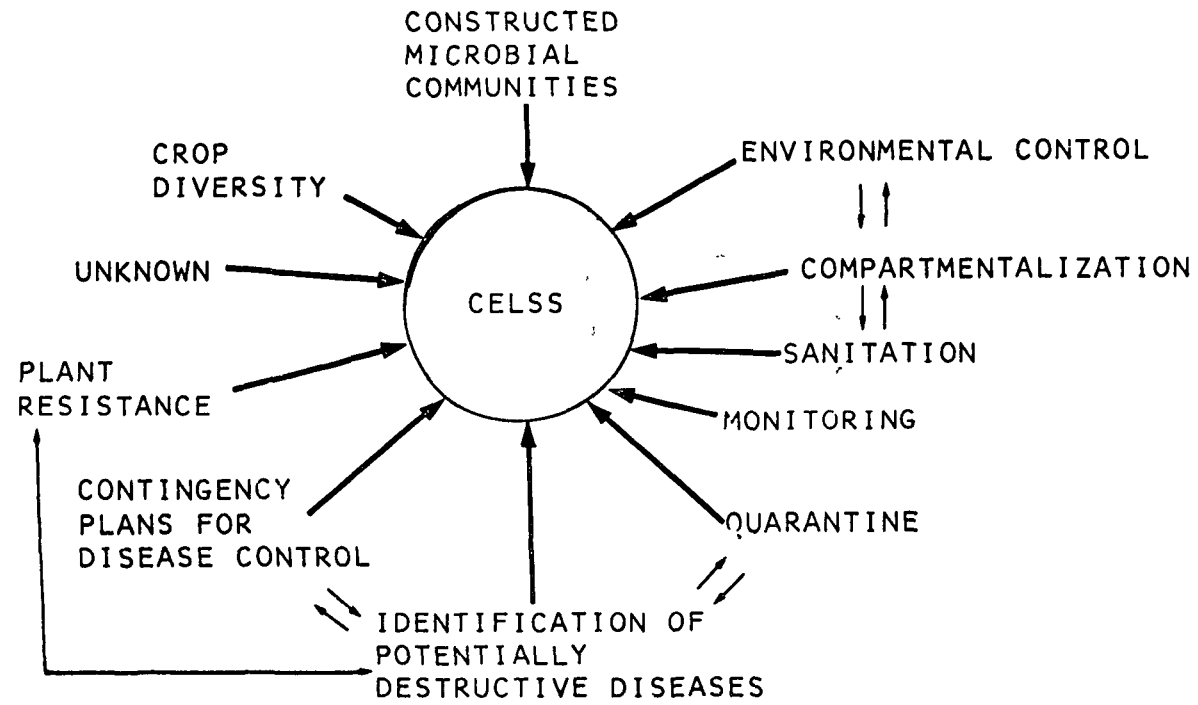 CONSTRUCTED
MICROBIAL
COMMUNITIES
CROP
DIVERSITY
ENVIRONMENTAL CONTROL
UNKNOWN
COMPARTMENTALIZATION
CELSS
SANITATION
PLANT
RESISTANCE
MONITORING
CONTINGENCY
PLANS FOR
DISEASE CONTROL
QUARANTINE
IDENTIFICATION OF
POTENTIALLY
DESTRUCTIVE DISEASES